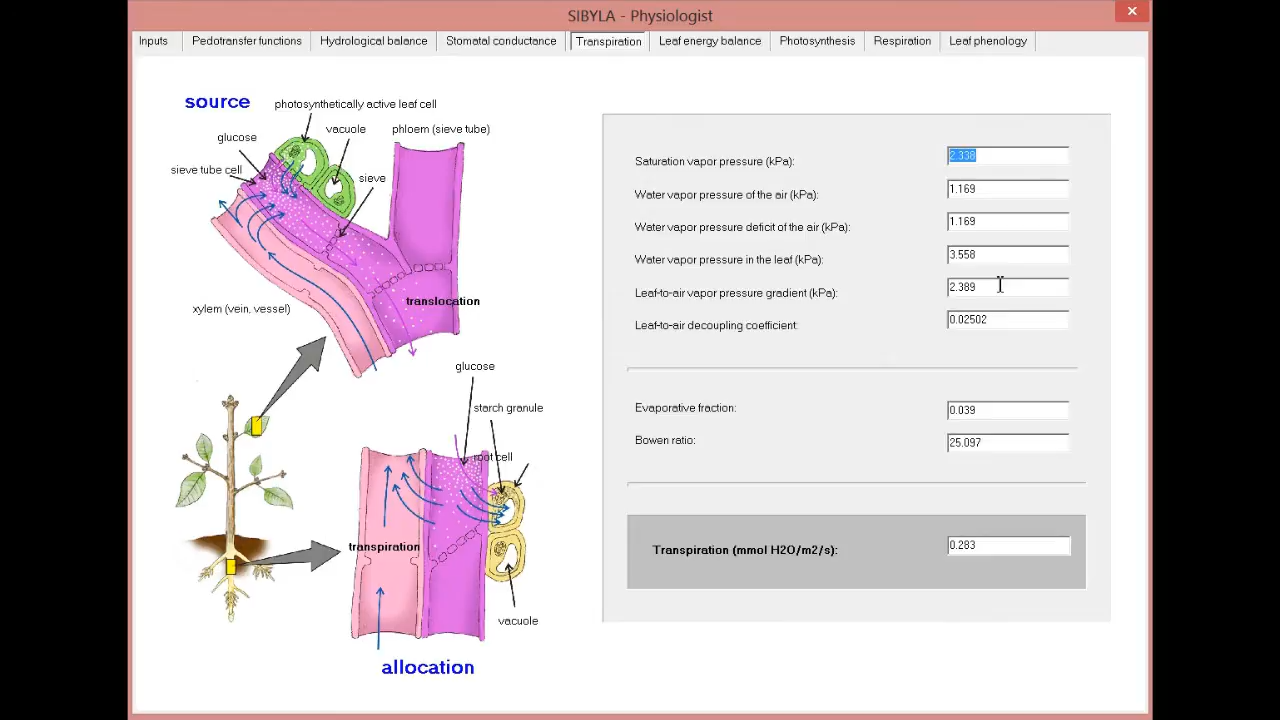 SIBYLA - Physiologist
Inputs
Pedotransfer functions
Hydrological balance
Stomatal conductance
Transpiration
Leaf energy balance
Photosynthesis
Respiration
Leaf phenology
source
photosynthetically active leaf cell
glucose
vacuole
phloem (sieve tube)
sieve tube cell
sieve
translocation
xylem (vein, vessel)
glucose
starch granule
root cell
transpiration
vacuole
allocation
Saturation vapor pressure (kPa): 2.338
Water vapor pressure of the air (kPa): 1.169
Water vapor pressure deficit of the air (kPa): 1.169
Water vapor pressure in the leaf (kPa): 3.558
Leaf-to-air vapor pressure gradient (kPa): 2.389
Leaf-to-air decoupling coefficient: 0.02502
Evaporative fraction: 0.039
Bowen ratio: 25.097
Transpiration (mmol H2O/m2/s): 0.283